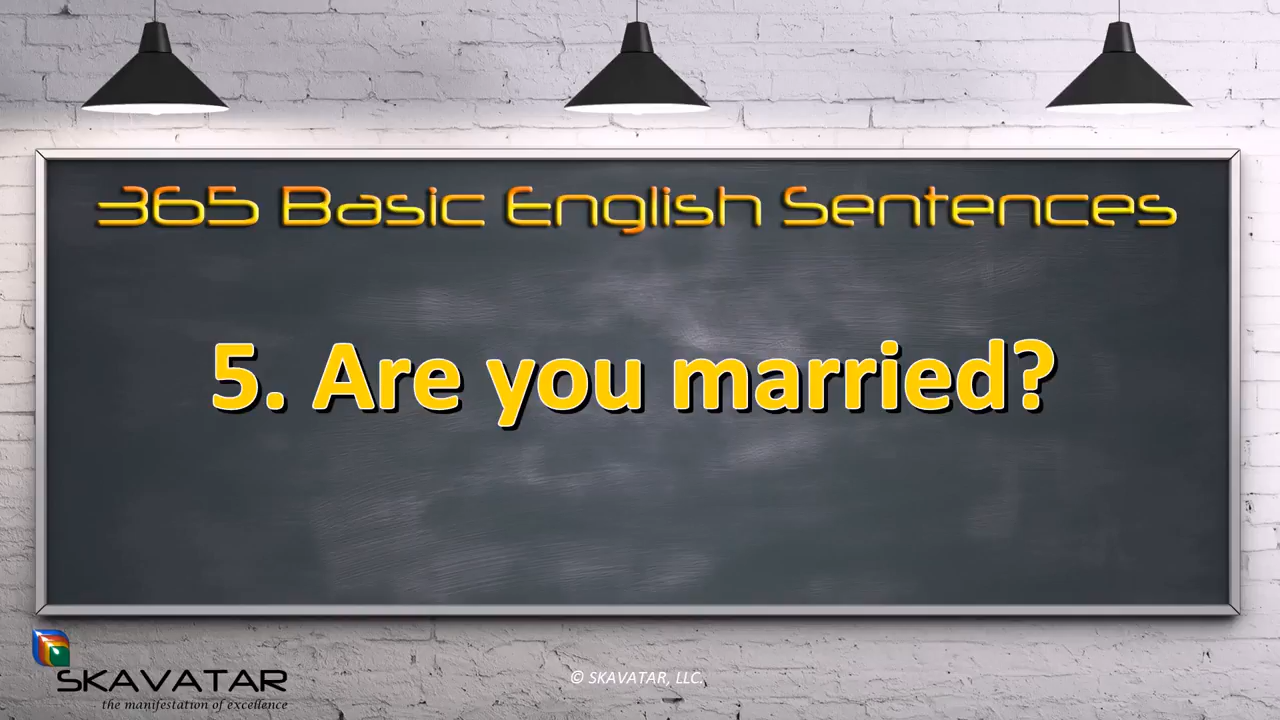 365 Basic English Sentences
5. Are you married?
SKAVATAR
the manifestation of excellence
© SKAVATAR, LLC.